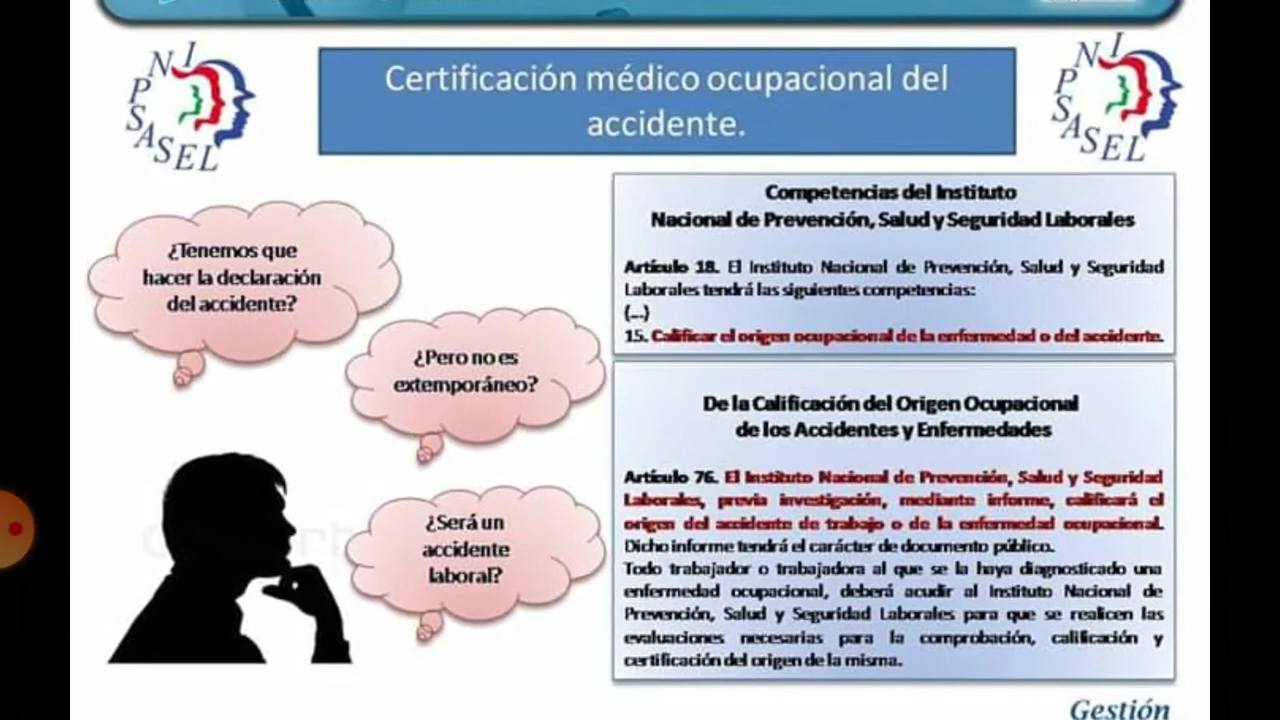 INPSASEL
Certificación médico ocupacional del
accidente.
INPSASEL
¿Tenemos que
hacer la declaración
del accidente?
¿Pero no es
extemporáneo?
¿Será un
accidente
laboral?
Competencias del Instituto
Nacional de Prevención, Salud y Seguridad Laborales
Artículo 18. El Instituto Nacional de Prevención, Salud y Seguridad
Laborales tendrá las siguientes competencias:
(...)
15. Calificar el origen ocupacional de la enfermedad o del accidente.
De la Calificación del Origen Ocupacional
de los Accidentes y Enfermedades
Artículo 76. El Instituto Nacional de Prevención, Salud y Seguridad
Laborales, previa investigación, mediante informe, calificará el
origen del accidente de trabajo o de la enfermedad ocupacional.
Dicho informe tendrá el carácter de documento público.
Todo trabajador o trabajadora al que se la haya diagnosticado una
enfermedad ocupacional, deberá acudir al Instituto Nacional de
Prevención, Salud y Seguridad Laborales para que se realicen las
evaluaciones necesarias para la comprobación, calificación y
certificación del origen de la misma.
Gestión